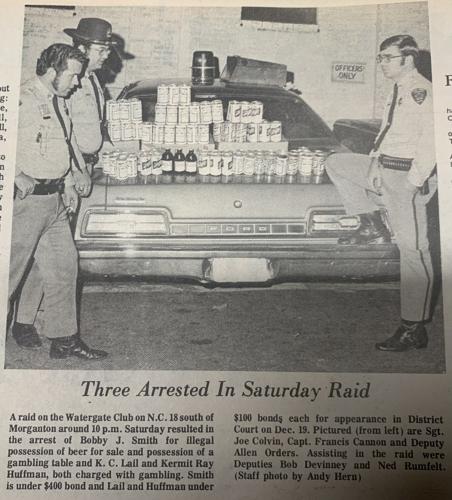 OFFICERS
ONLY
FORD
Three Arrested In Saturday Raid
A raid on the Watergate Club on N.C. 18 south of
Morganton around 10 p.m. Saturday resulted in
the arrest of Bobby J. Smith for illegal
possession of beer for sale and possession of a
gambling table and K. C. Lail and Kermit Ray
Huffman, both charged with gambling. Smith
is under $400 bond and Lail and Huffman under
$100 bonds each for appearance in District
Court on Dec. 19. Pictured (from left) are Sgt.
Joe Colvin, Capt. Francis Cannon and Deputy
Allen Orders. Assisting in the raid were
Deputies Bob Devinney and Ned Rumfelt.
(Staff photo by Andy Hern)